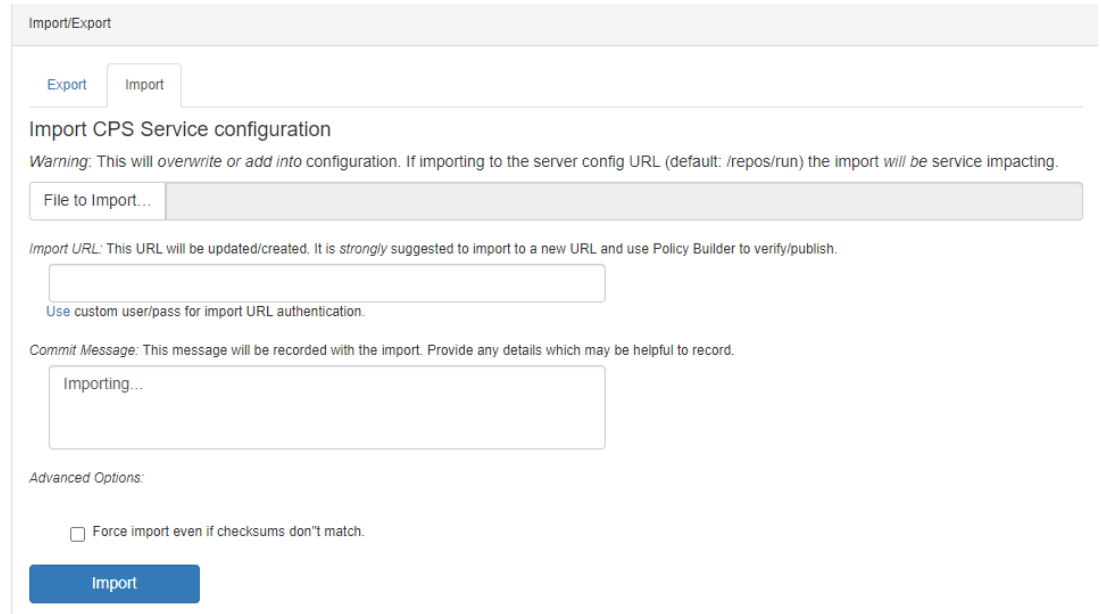 Import/Export
Export
Import
Import CPS Service configuration
Warning: This will overwrite or add into configuration. If importing to the server config URL (default: /repos/run) the import will be service impacting.
File to Import...
Import URL: This URL will be updated/created. It is strongly suggested to import to a new URL and use Policy Builder to verify/publish.
Use custom user/pass for import URL authentication.
Commit Message: This message will be recorded with the import. Provide any details which may be helpful to record.
Importing...
Advanced Options:
Force import even if checksums don"t match.
Import